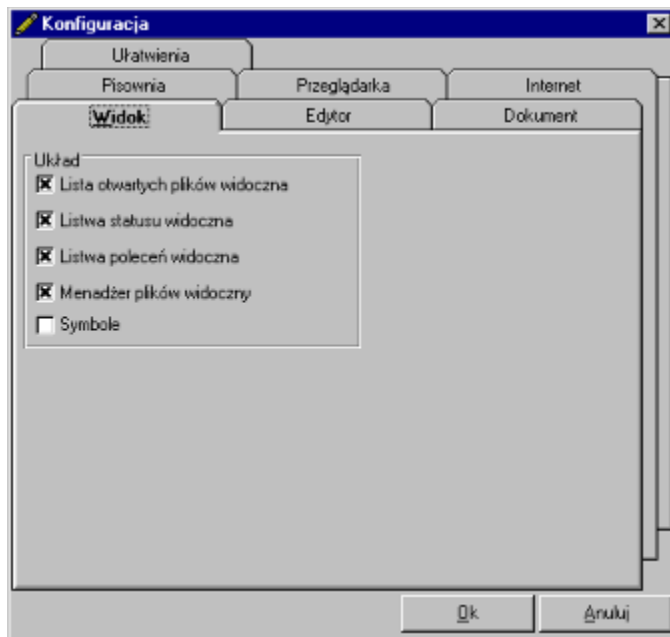 Konfiguracja
Ułatwienia
Pisownia Przeglądarka Internet
Widok Edytor Dokument
Układ
Lista otwartych plików widoczna
Listwa statusu widoczna
Listwa poleceń widoczna
Menadżer plików widoczny
Symbole
Ok Anuluj